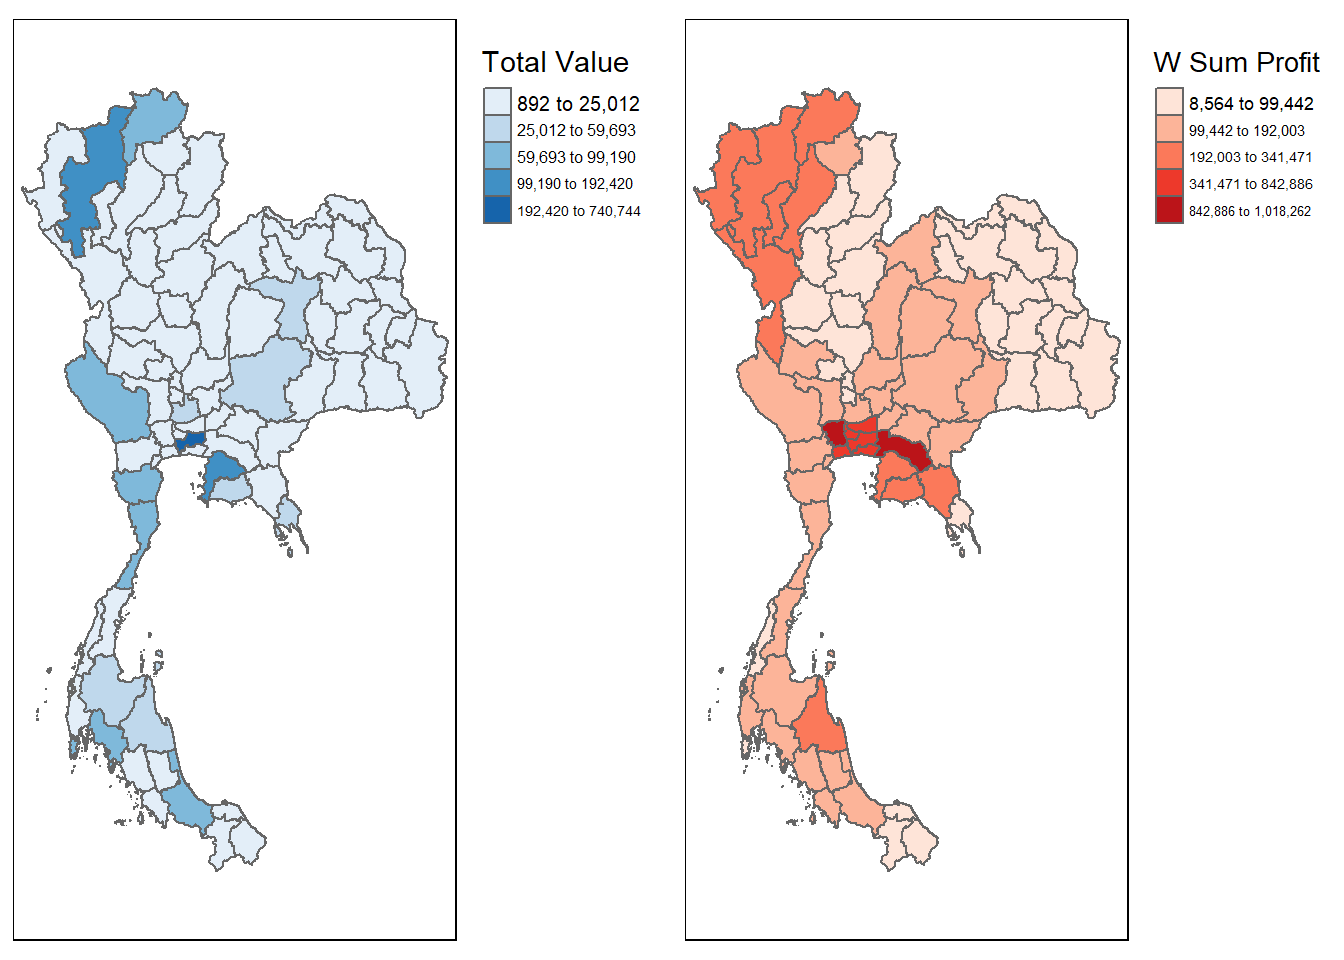 Total Value
892 to 25,012
25,012 to 59,693
59,693 to 99,190
99,190 to 192,420
192,420 to 740,744
W Sum Profit
8,564 to 99,442
99,442 to 192,003
192,003 to 341,471
341,471 to 842,886
842,886 to 1,018,262